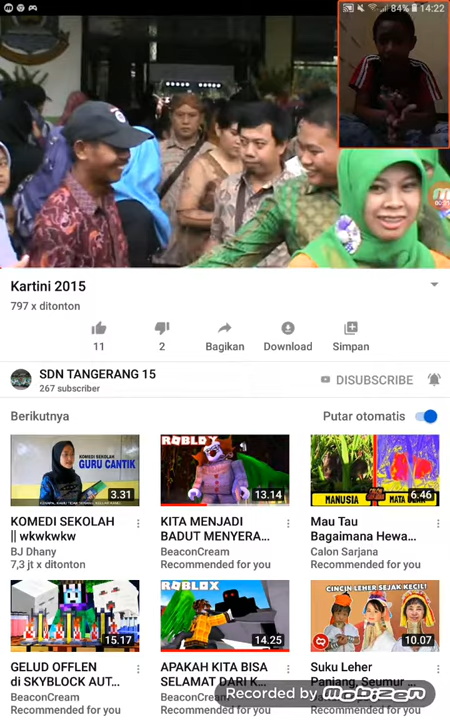 84% 14:22
Kartini 2015
797 x ditonton
11
2
Bagikan
Download
Simpan
SDN TANGERANG 15
267 subscriber
DISUBSCRIBE
Berikutnya
Putar otomatis
KOMEDI SEKOLAH
GURU CANTIK
3.31
ROBLOX
13.14
MANUSIA
6.46
KOMEDI SEKOLAH
|| wkwkwkw
BJ Dhany
7,3 jt x ditonton
KITA MENJADI
BADUT MENYERA...
BeaconCream
Recommended for you
Mau Tau
Bagaimana Hewa...
Calon Sarjana
Recommended for you
15.17
ROBLOX
14.25
CINCIN LEHER SEJAK KECIL!
10.07
GELUD OFFLEN
di SKYBLOCK AUT...
BeaconCream
Recommended for you
APAKAH KITA BISA
SELAMAT DARI K...
BeaconCream
Recommended for you
Suku Leher
Panjang, Seumur
Recorded by Mobizen